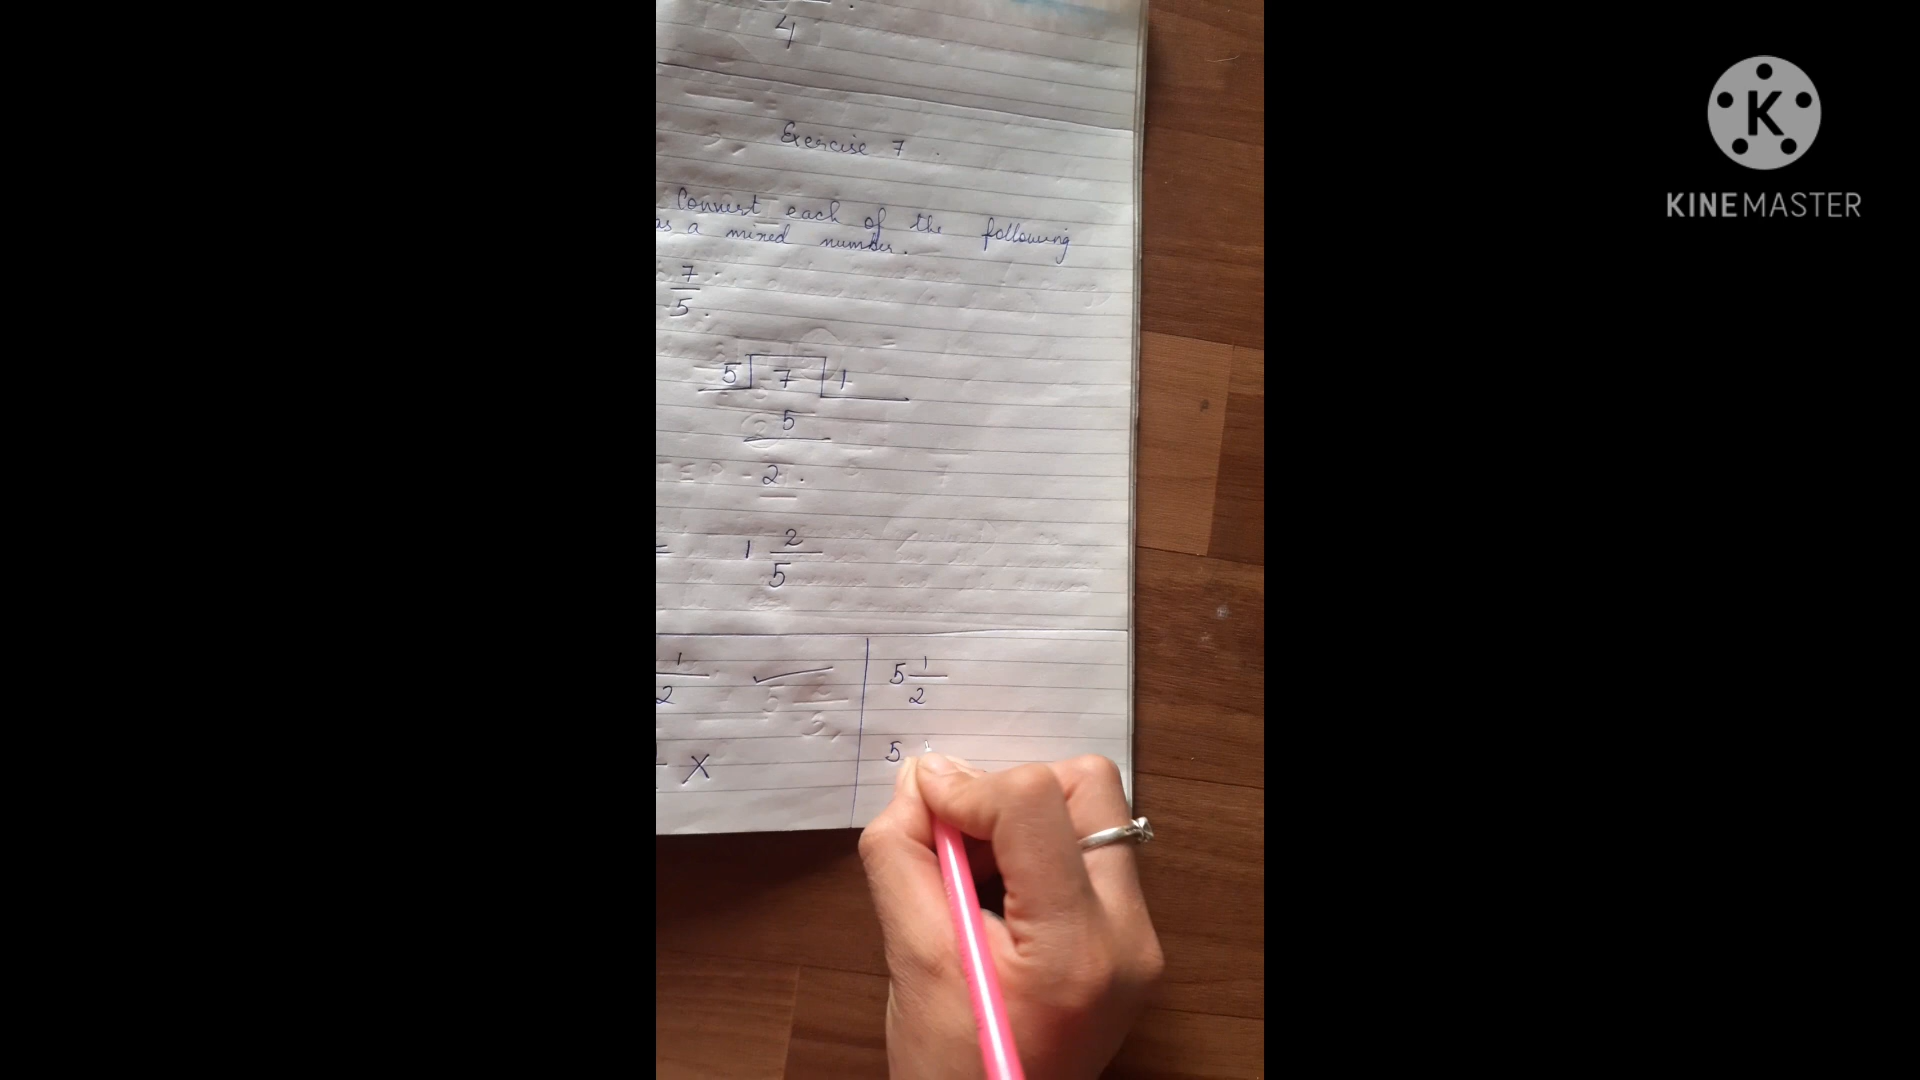 4
Exercise 7.
Convert each of the following
as a mixed number.
7
5.
5 7 1
5
2.
1 2
5
1
2
5 1
2
X
5
K
KINEMASTER